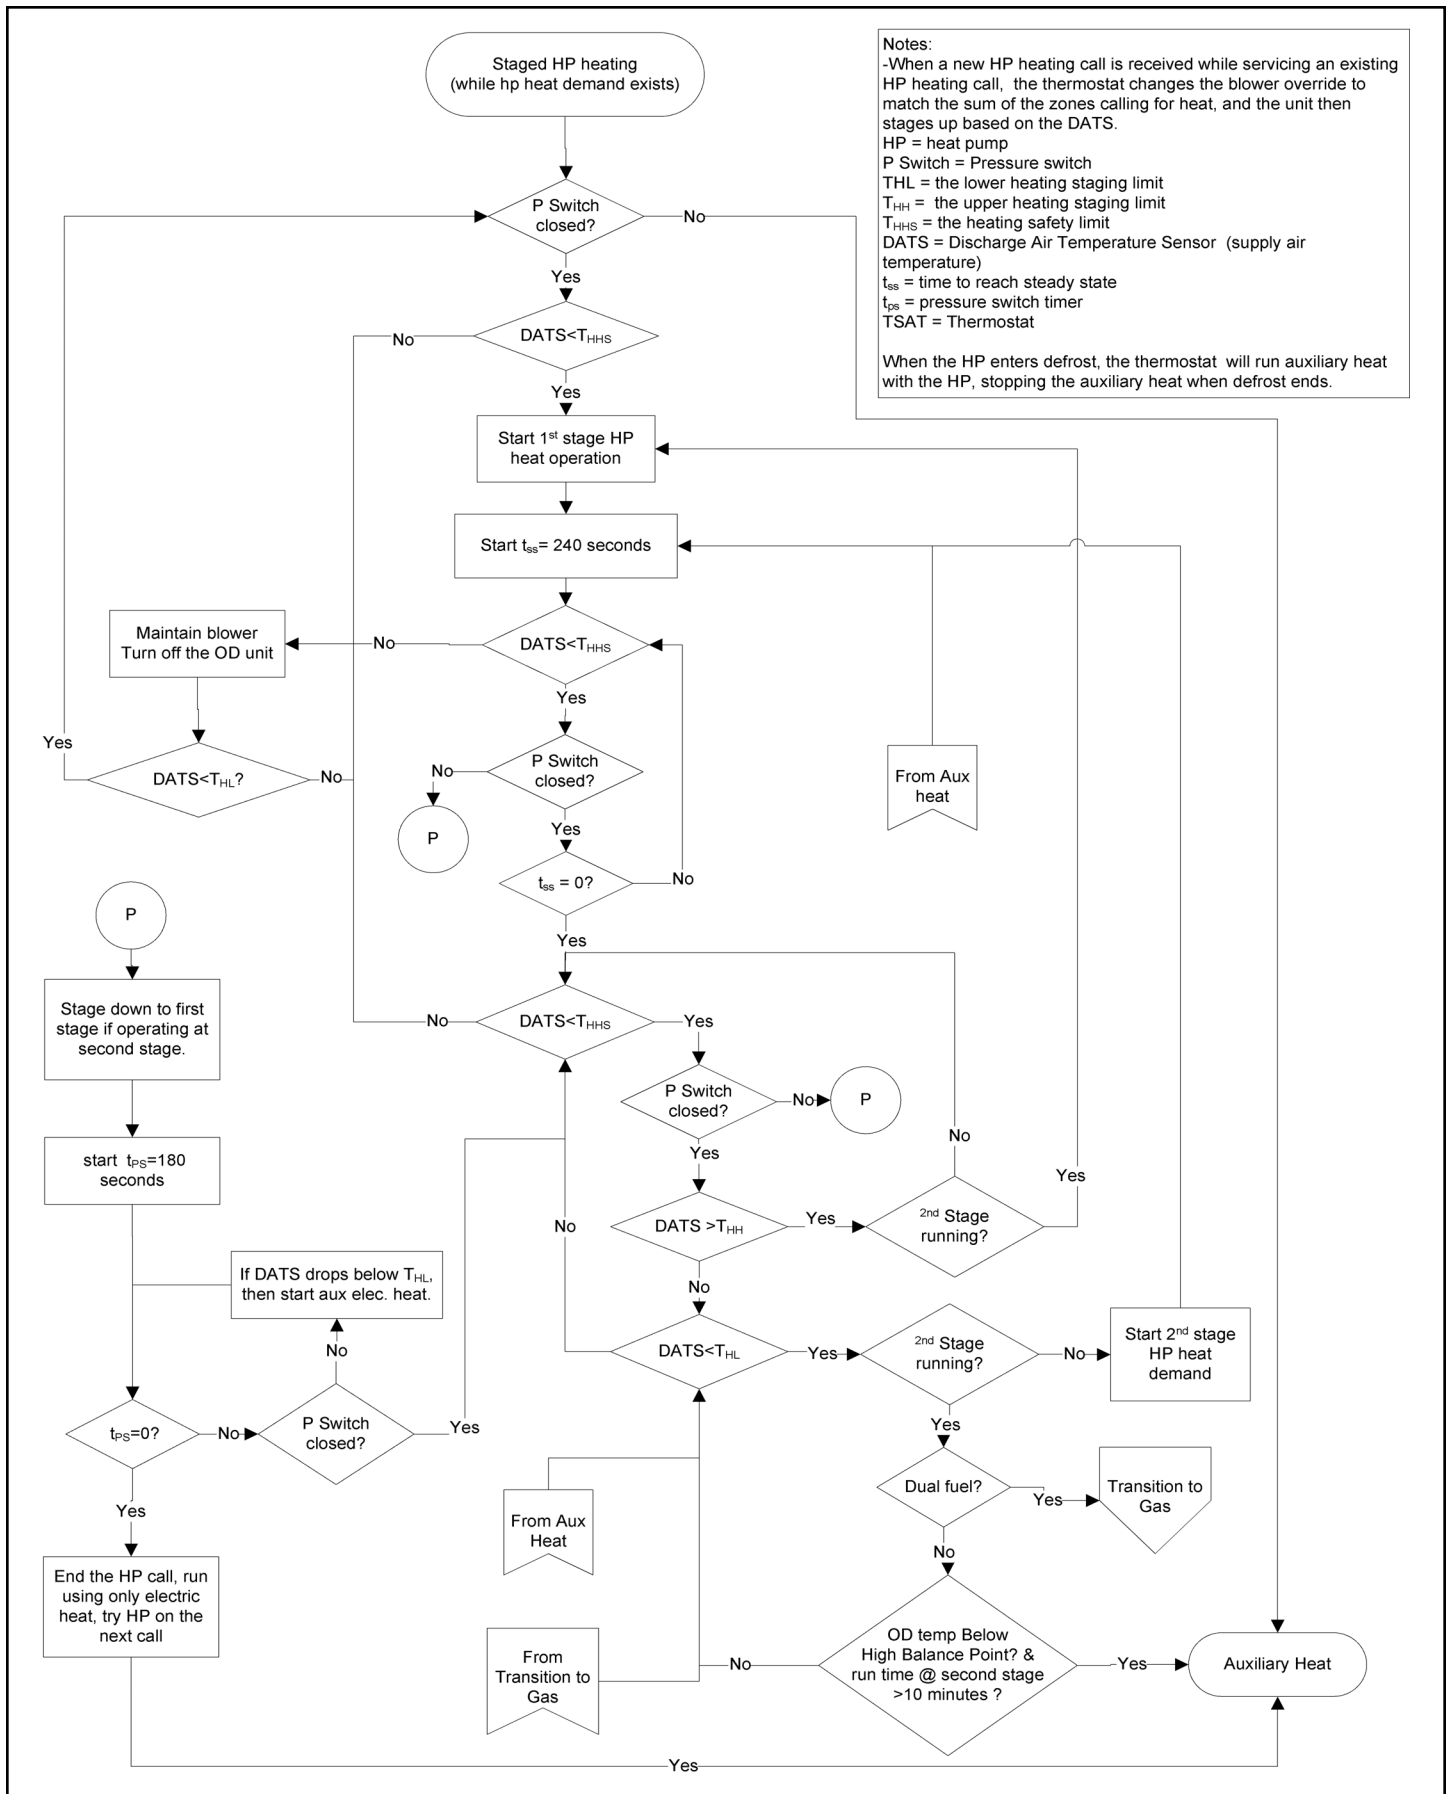 Staged HP heating
(while hp heat demand exists)
Notes:
-When a new HP heating call is received while servicing an existing
HP heating call,  the thermostat changes the blower override to
match the sum of the zones calling for heat, and the unit then
stages up based on the DATS.
HP = heat pump
P Switch = Pressure switch
THL = the lower heating staging limit
THH =  the upper heating staging limit
THHS = the heating safety limit
DATS = Discharge Air Temperature Sensor  (supply air
temperature)
tss = time to reach steady state
tps = pressure switch timer
TSAT = Thermostat
When the HP enters defrost, the thermostat  will run auxiliary heat
with the HP, stopping the auxiliary heat when defrost ends.
P Switch
closed?
No
Yes
DATS<THHS
No
Yes
Start 1st stage HP
heat operation
Start tss= 240 seconds
Maintain blower
Turn off the OD unit
No
DATS<THHS
Yes
Yes
DATS<THL?
No
P Switch
closed?
No
P
Yes
From Aux
heat
tss = 0?
No
Yes
P
Stage down to first
stage if operating at
second stage.
DATS<THHS
No
Yes
P Switch
closed?
No
P
Yes
start  tPS=180
seconds
No
Yes
DATS >THH
Yes
2nd Stage
running?
No
No
If DATS drops below THL,
then start aux elec. heat.
No
DATS<THL
Yes
2nd Stage
running?
No
Start 2nd stage
HP heat
demand
tPS=0?
No
P Switch
closed?
Yes
Yes
Yes
Dual fuel?
Yes
Transition to
Gas
No
From Aux
Heat
End the HP call, run
using only electric
heat, try HP on the
next call
From
Transition to
Gas
No
OD temp Below
High Balance Point? &
run time @ second stage
>10 minutes ?
Yes
Auxiliary Heat
Yes